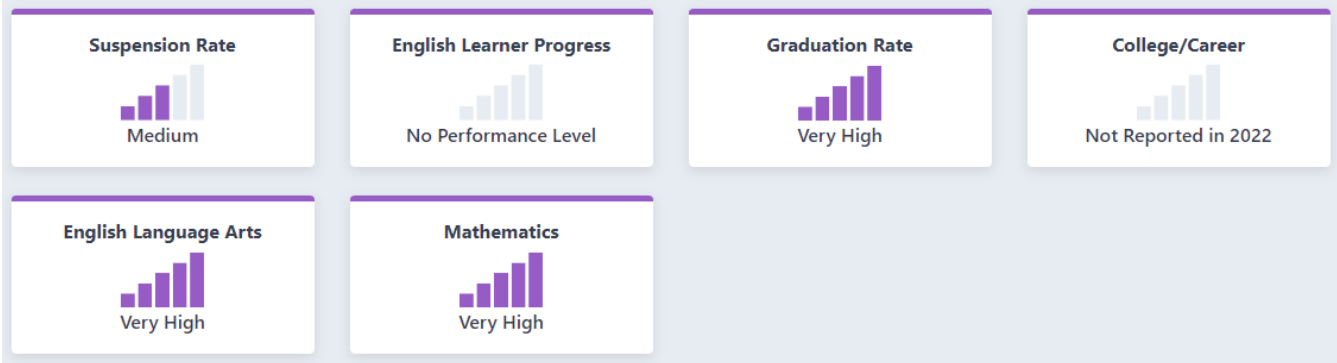 Suspension Rate
Medium
English Learner Progress
No Performance Level
Graduation Rate
Very High
College/Career
Not Reported in 2022
English Language Arts
Very High
Mathematics
Very High